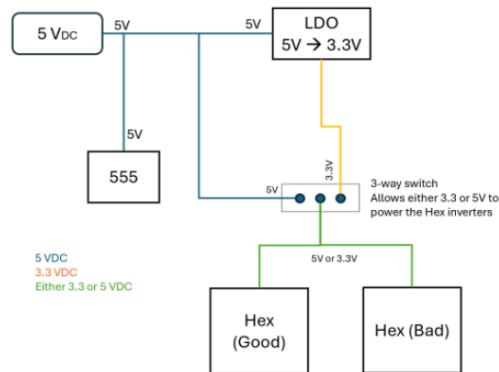 5 VDC
5V
5V
LDO
5V → 3.3V
5V
555
3.3V
5V
3-way switch
Allows either 3.3 or 5V to
power the Hex inverters
5V or 3.3V
5 VDC
3.3 VDC
Either 3.3 or 5 VDC
Hex
(Good)
Hex (Bad)